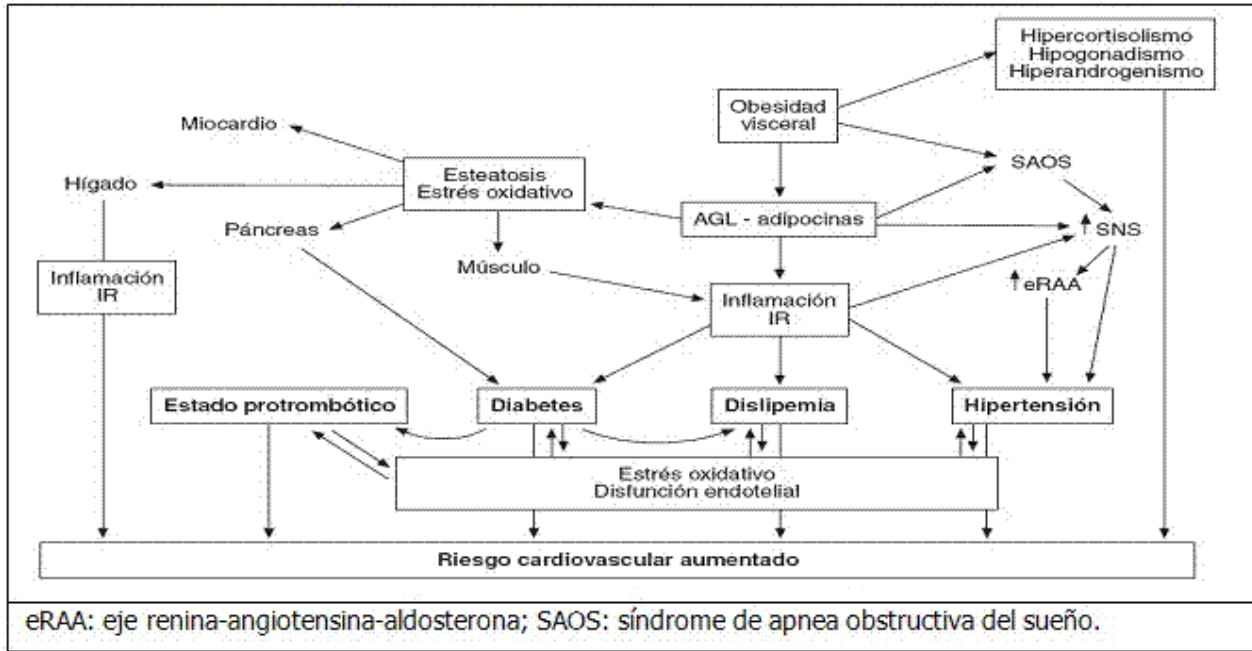 Hipercortisolismo
Hipogonadismo
Hiperandrogenismo
Obesidad
visceral
Miocardio
SAOS
Esteatosis
Estrés oxidativo
Hígado
AGL - adipocinas
Páncreas
SNS
Músculo
Inflamación
IR
eRAA
Inflamación
IR
Estado protrombótico
Diabetes
Dislipemia
Hipertensión
Estrés oxidativo
Disfunción endotelial
Riesgo cardiovascular aumentado
eRAA: eje renina-angiotensina-aldosterona; SAOS: síndrome de apnea obstructiva del sueño.